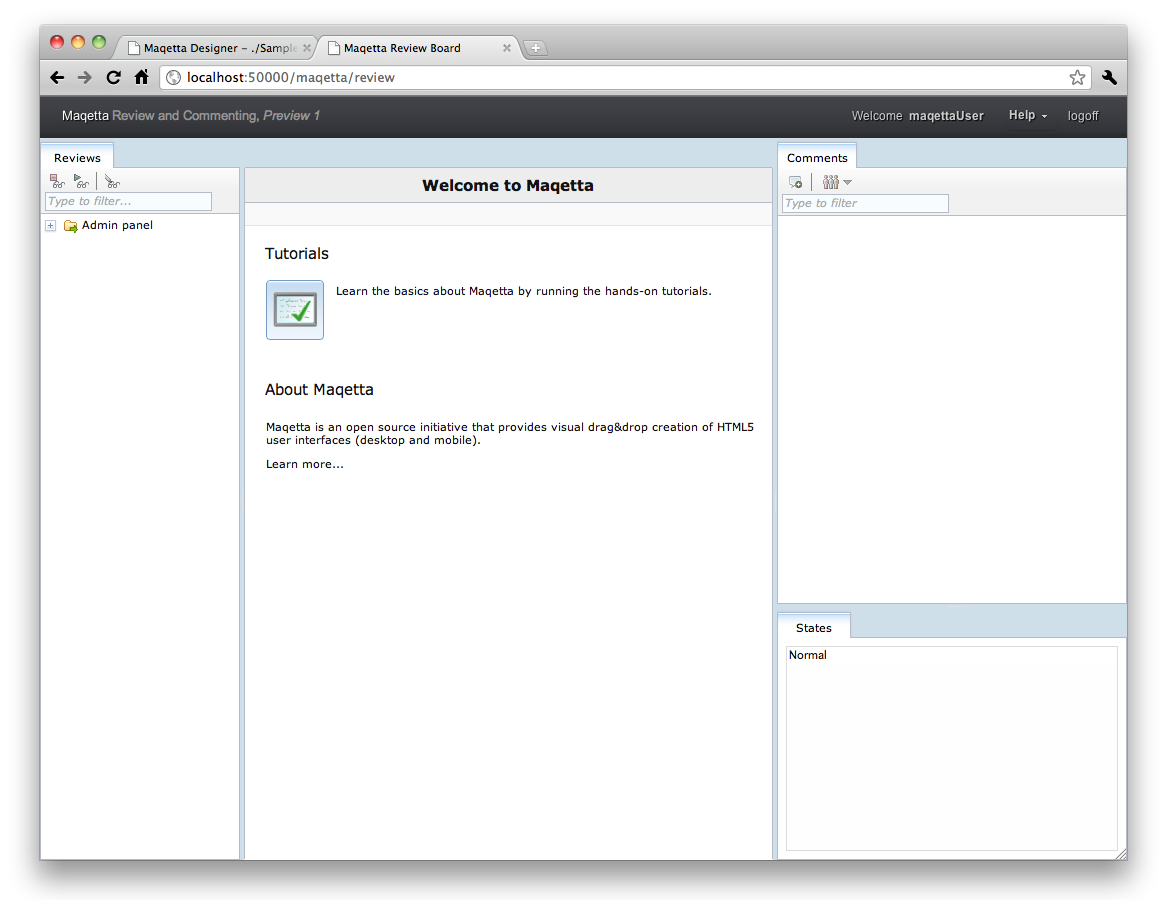 Maqetta Designer – ./Sample
Maqetta Review Board
localhost:50000/maqetta/review
Maqetta Review and Commenting, Preview 1
Welcome maqettaUser
Help
logoff
Reviews
Type to filter...
Admin panel
Welcome to Maqetta
Tutorials
Learn the basics about Maqetta by running the hands-on tutorials.
About Maqetta
Maqetta is an open source initiative that provides visual drag&drop creation of HTML5
user interfaces (desktop and mobile).
Learn more...
Comments
Type to filter
States
Normal